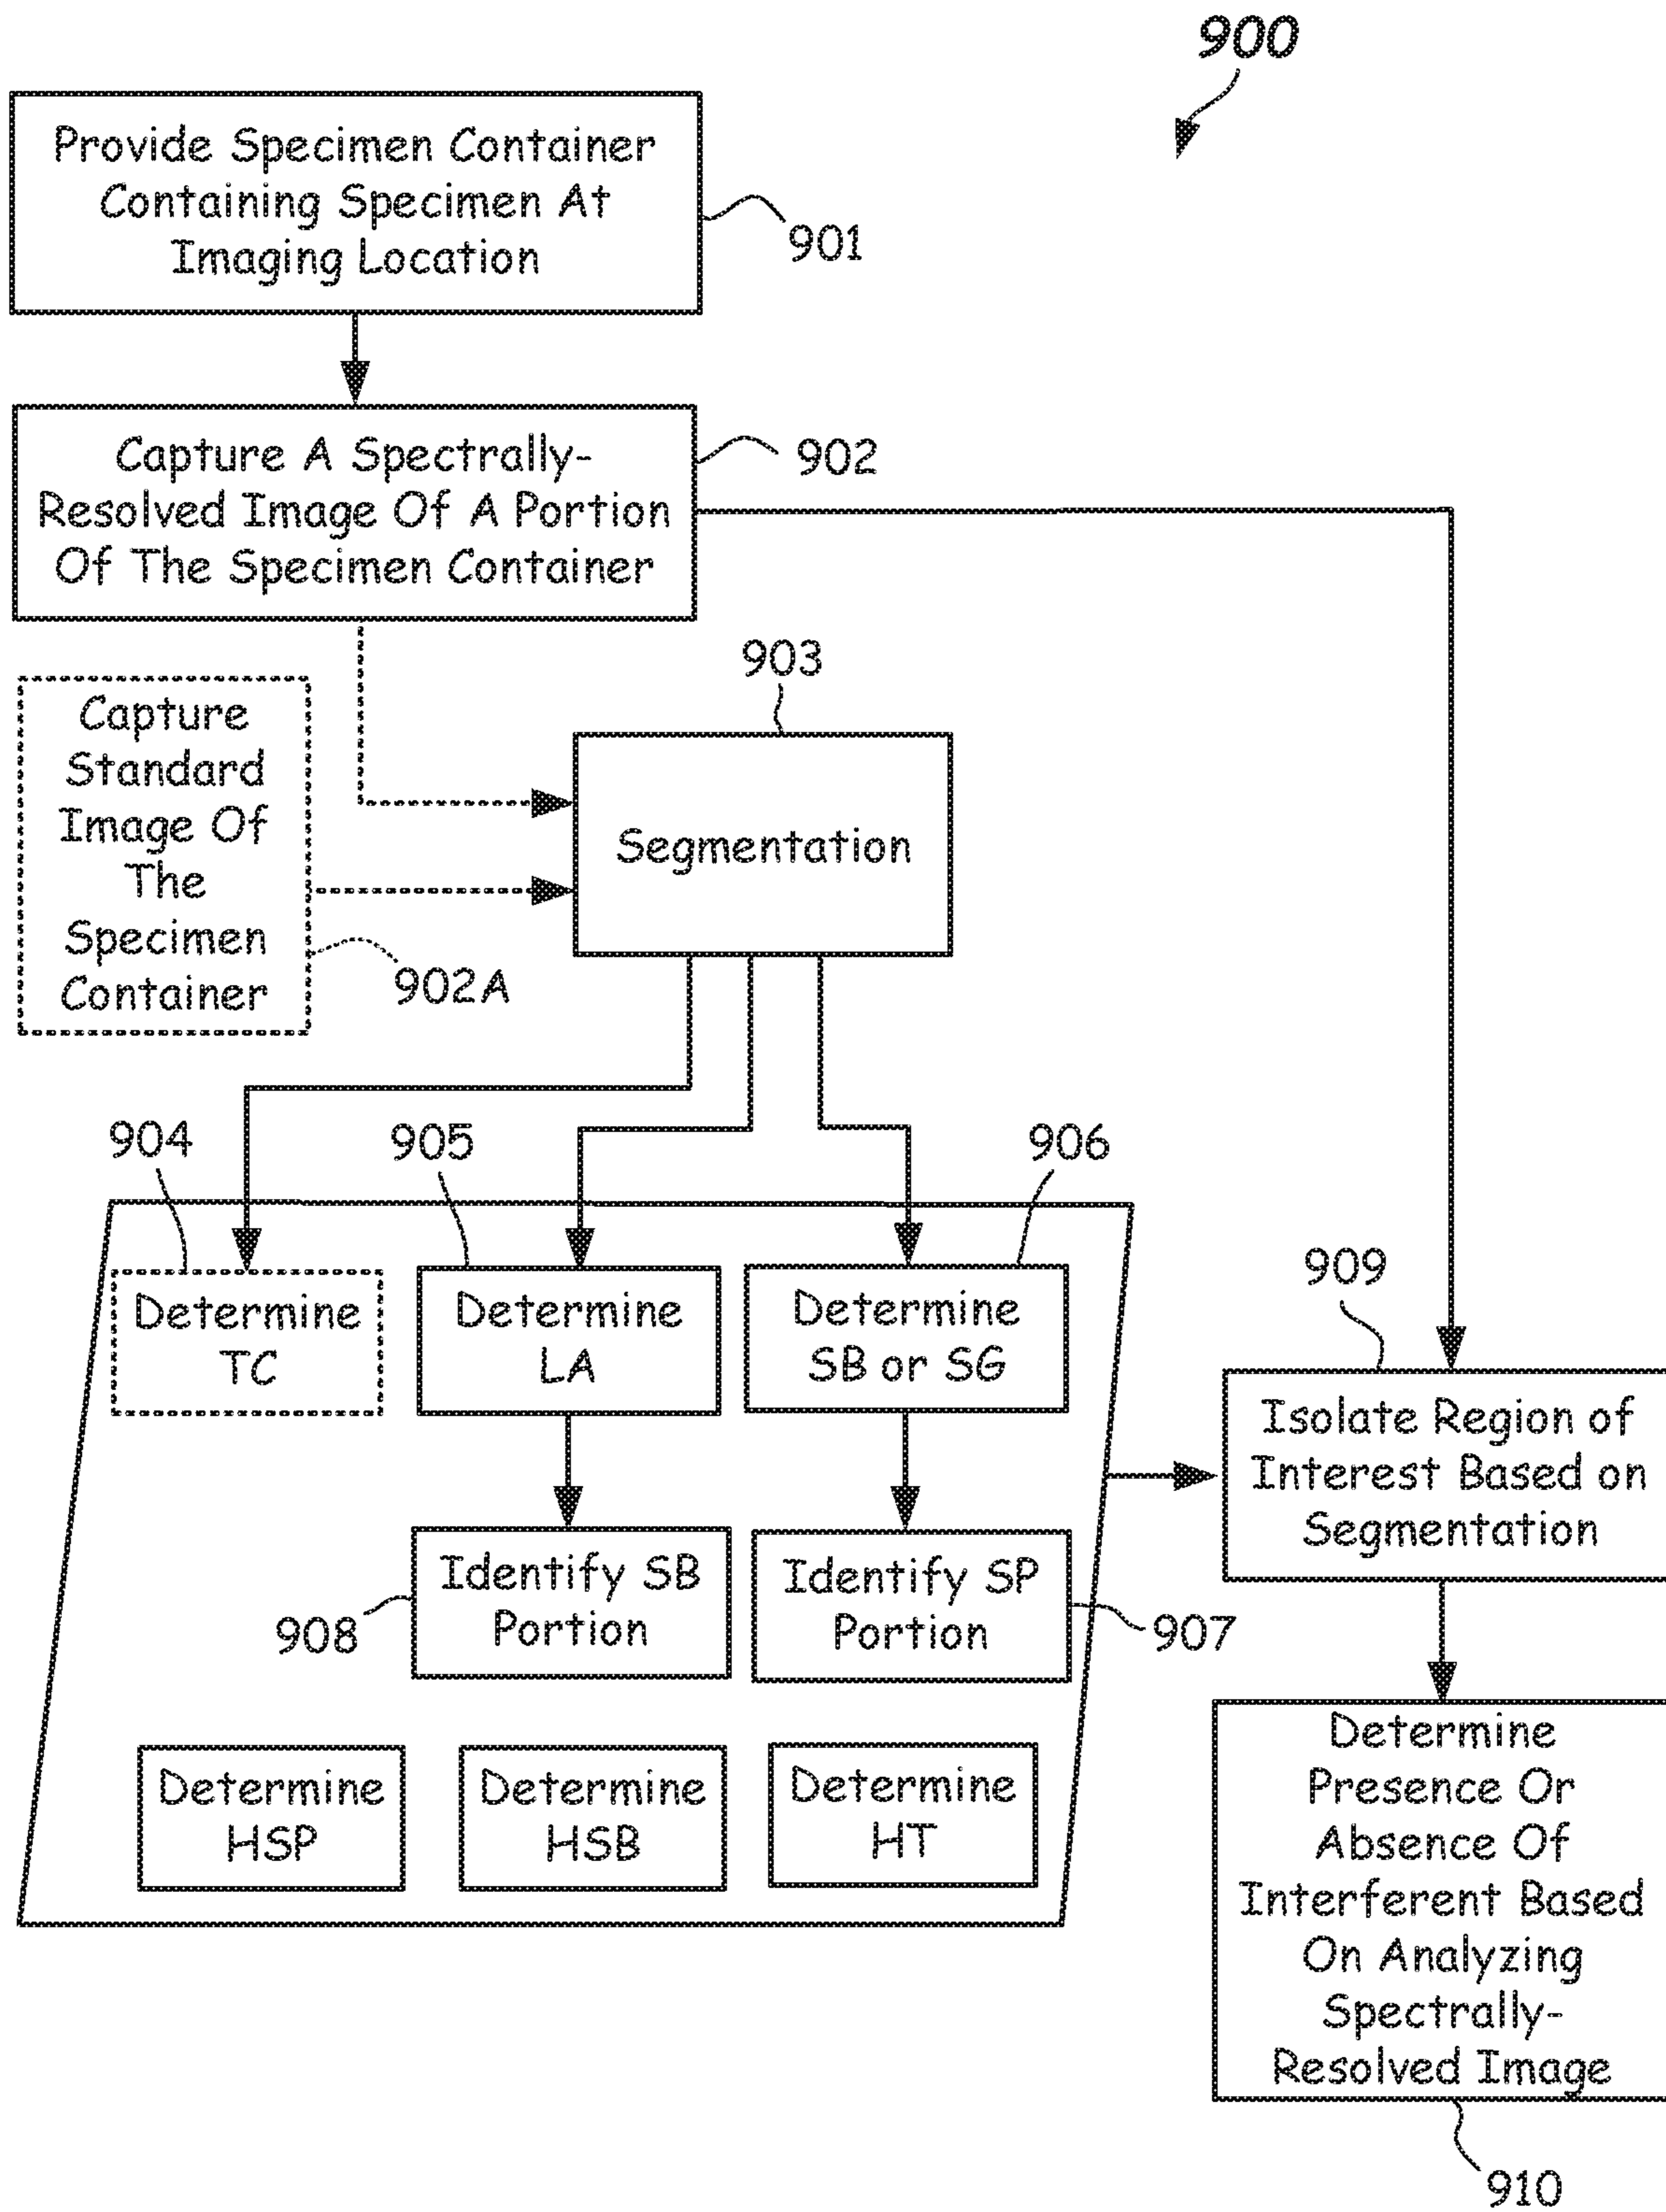 900
Provide Specimen Container
Containing Specimen At
Imaging Location
901
Capture A Spectrally-
Resolved Image Of A Portion
Of The Specimen Container
902
Capture
Standard
Image Of
The
Specimen
Container
902A
903
Segmentation
904
905
906
Determine
TC
Determine
LA
Determine
SB or SG
Identify SB
Portion
908
Identify SP
Portion
907
Determine
HSP
Determine
HSB
Determine
HT
909
Isolate Region of
Interest Based on
Segmentation
Determine
Presence Or
Absence Of
Interferent Based
On Analyzing
Spectrally-
Resolved Image
910